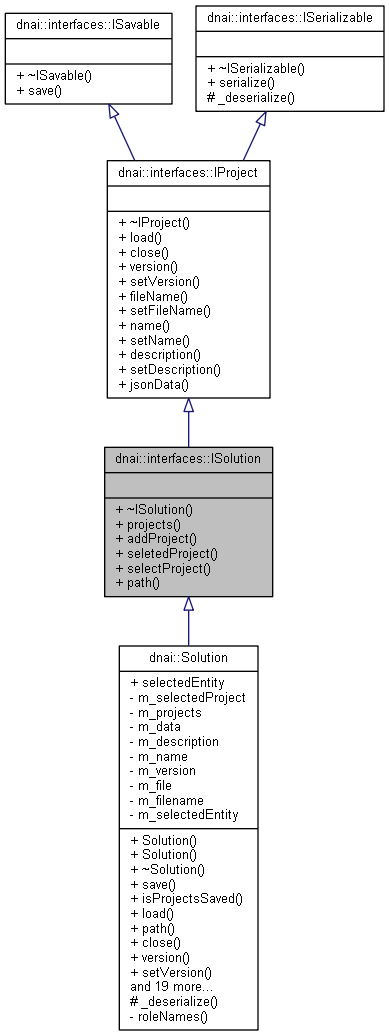 dnai::interfaces::ISavable
+ ~ISavable()
+ save()
dnai::interfaces::ISerializable
+ ~ISerializable()
+ serialize()
# _deserialize()
dnai::interfaces::IProject
+ ~IProject()
+ load()
+ close()
+ version()
+ setVersion()
+ fileName()
+ setFileName()
+ name()
+ setName()
+ description()
+ setDescription()
+ jsonData()
dnai::interfaces::ISolution
+ ~ISolution()
+ projects()
+ addProject()
+ seletedProject()
+ selectProject()
+ path()
dnai::Solution
+ selectedEntity
- m_selectedProject
- m_projects
- m_data
- m_description
- m_name
- m_version
- m_file
- m_filename
- m_selectedEntity
+ Solution()
+ Solution()
+ ~Solution()
+ save()
+ isProjectsSaved()
+ load()
+ path()
+ close()
+ version()
+ setVersion()
and 19 more...
# _deserialize()
- roleNames()